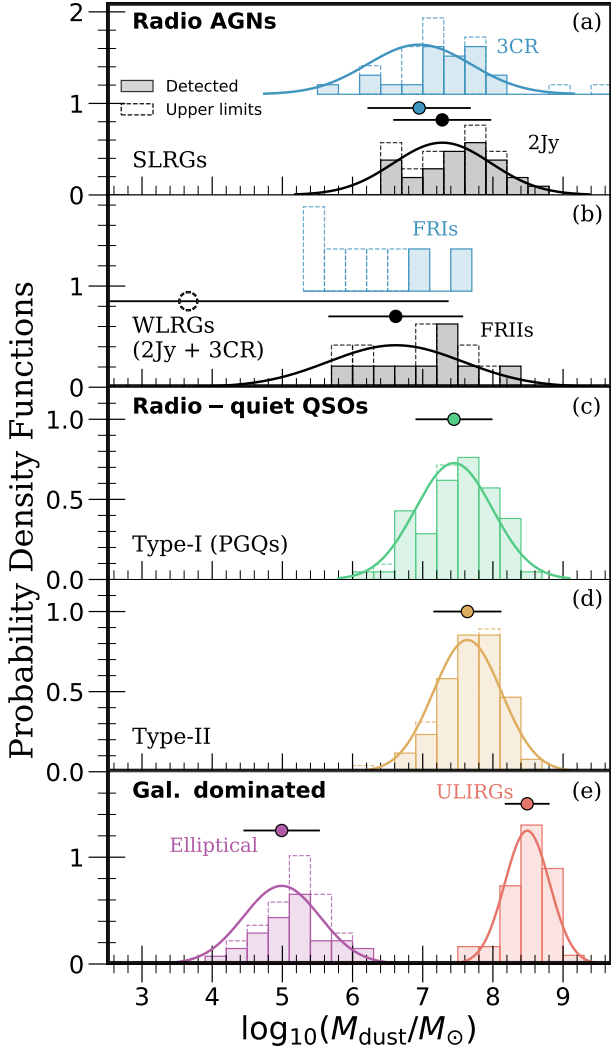 Probability Density Functions
Radio AGNs
(a)
3CR
Detected
Upper limits
2Jy
SLRGs
2
1
0
(b)
FRIs
WLRGs
(2Jy + 3CR)
FRIIs
1
0
Radio − quiet QSOs
(c)
Type-I (PGQs)
1.0
0.5
0.0
(d)
Type-II
1.0
0.5
0.0
Gal. dominated
(e)
ULIRGs
Elliptical
1
0
3 4 5 6 7 8 9
log₁₀(M_dust/M_⊙)